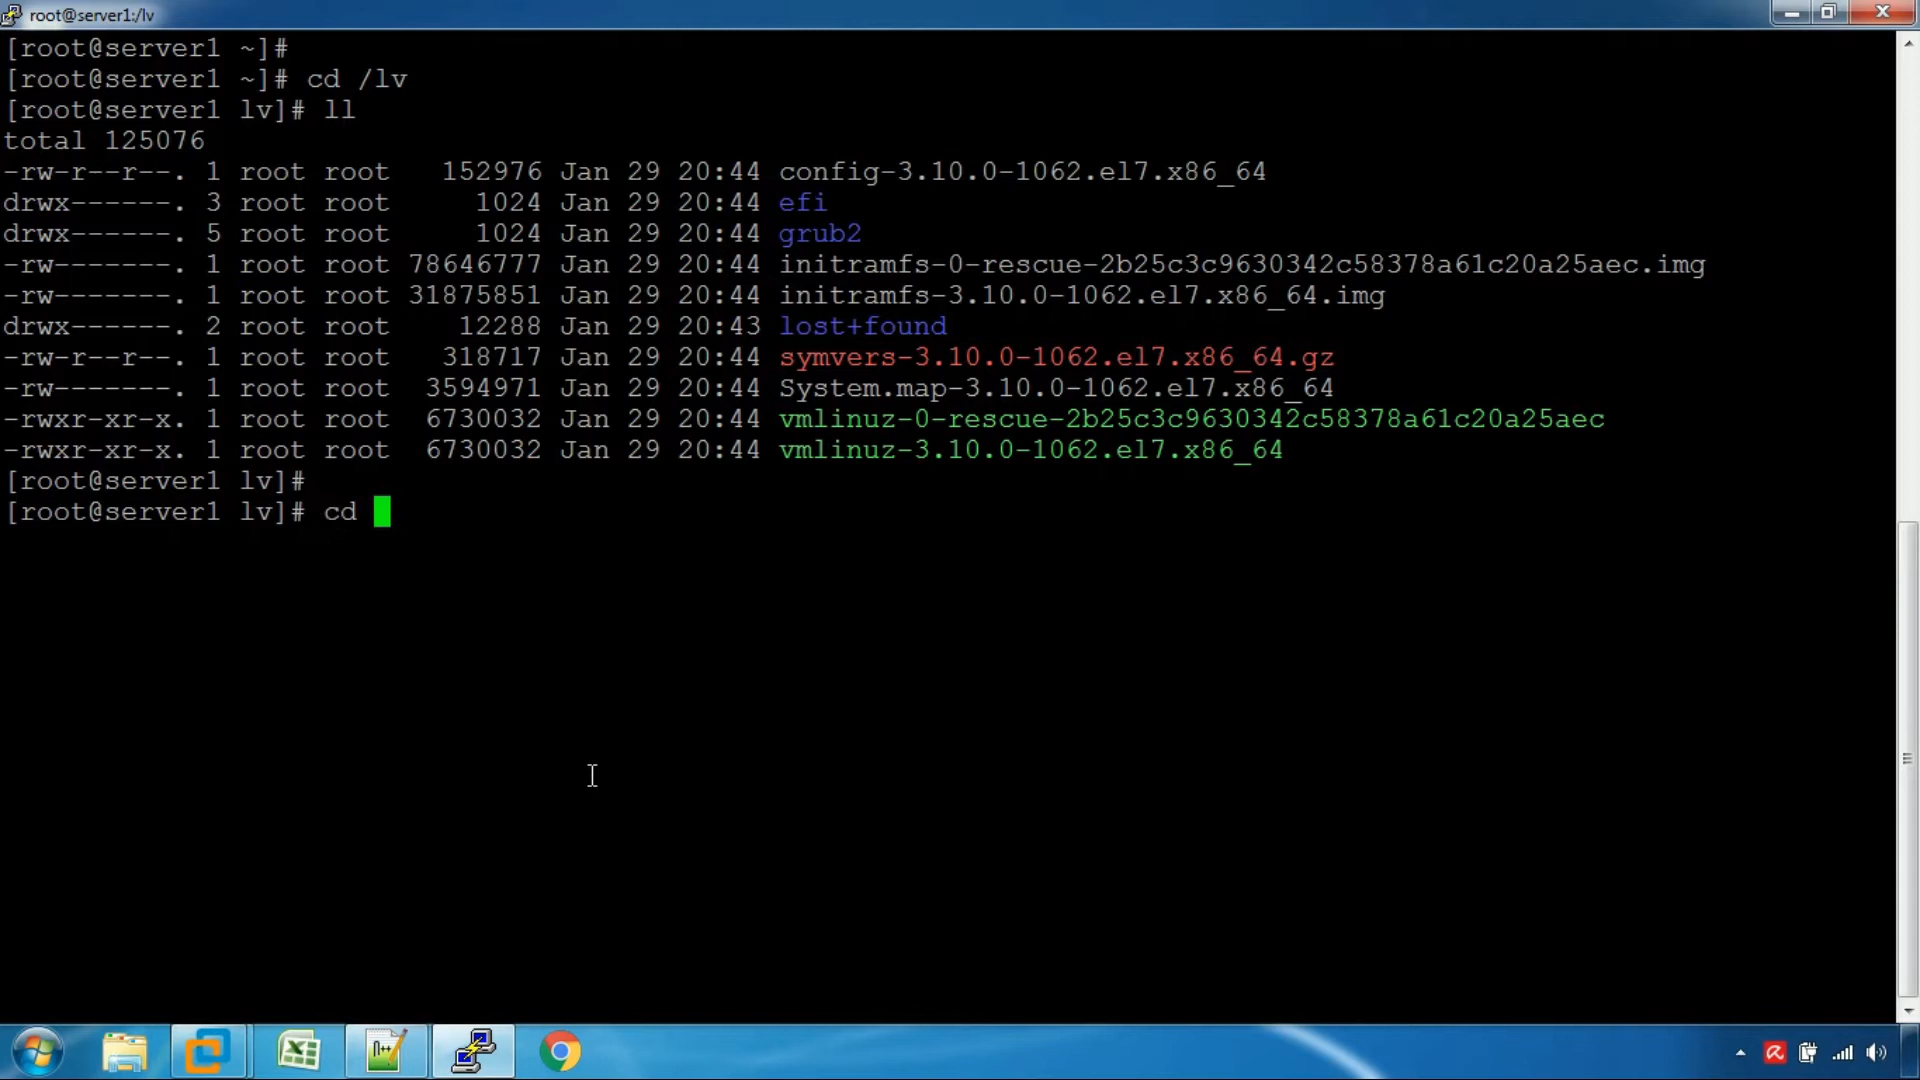 root@server1:/lv
[root@server1 ~]#
[root@server1 ~]# cd /lv
[root@server1 lv]# ll
total 125076
-rw-r--r--. 1 root root   152976 Jan 29 20:44 config-3.10.0-1062.el7.x86_64
drwx------. 3 root root     1024 Jan 29 20:44 efi
drwx------. 5 root root     1024 Jan 29 20:44 grub2
-rw-------. 1 root root 78646777 Jan 29 20:44 initramfs-0-rescue-2b25c3c9630342c58378a61c20a25aec.img
-rw-------. 1 root root 31875851 Jan 29 20:44 initramfs-3.10.0-1062.el7.x86_64.img
drwx------. 2 root root    12288 Jan 29 20:43 lost+found
-rw-r--r--. 1 root root   318717 Jan 29 20:44 symvers-3.10.0-1062.el7.x86_64.gz
-rw-------. 1 root root  3594971 Jan 29 20:44 System.map-3.10.0-1062.el7.x86_64
-rwxr-xr-x. 1 root root  6730032 Jan 29 20:44 vmlinuz-0-rescue-2b25c3c9630342c58378a61c20a25aec
-rwxr-xr-x. 1 root root  6730032 Jan 29 20:44 vmlinuz-3.10.0-1062.el7.x86_64
[root@server1 lv]#
[root@server1 lv]# cd